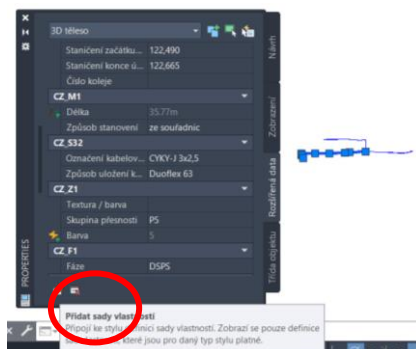 3D těleso
Staničení začátku... 122,490
Staničení konce ú... 122,665
Číslo koleje
CZ_M1
Délka 35.77m
Způsob stanovení ze souřadnic
CZ_S32
Označení kabelov... CYKY-J 3x2,5
Způsob uložení k... Duoflex 63
CZ_Z1
Textura / barva
Skupina přesnosti P5
Barva 5
CZ_F1
Fáze DSPS
Návrh
Zobrazení
Rozšířená data
Třída objektu
PROPERTIES
Přidat sady vlastností
Připojí ke stylu definici sady vlastností. Zobrazí se pouze definice
které jsou pro daný typ stylu platné.